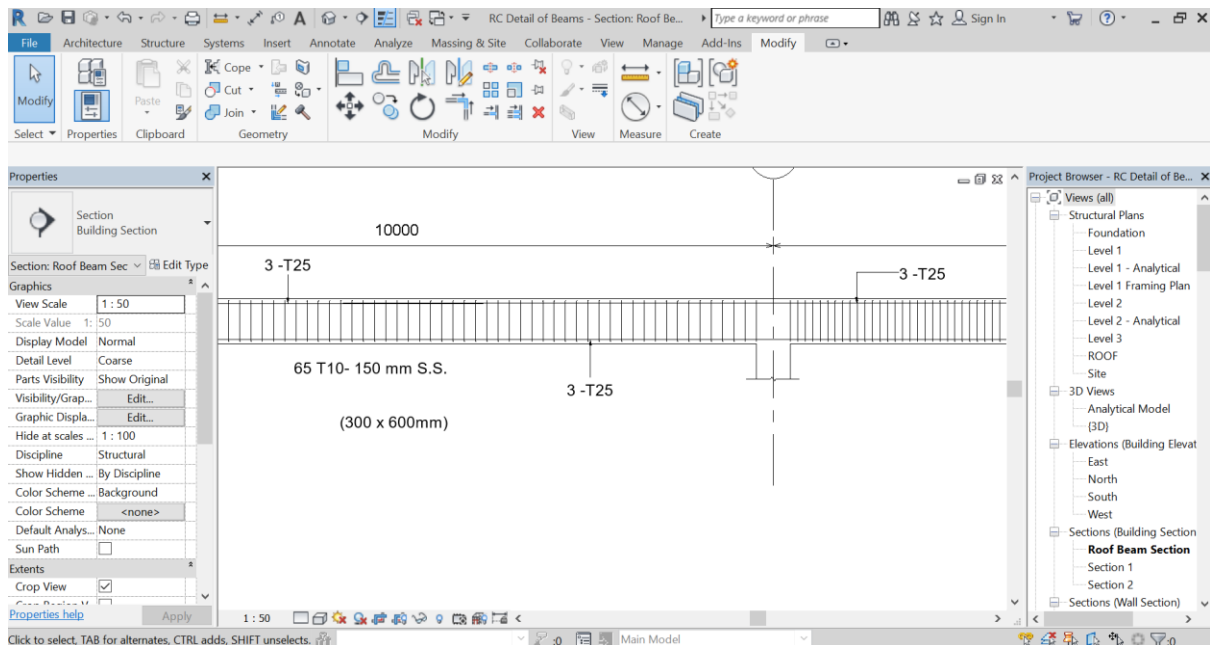 RC Detail of Beams - Section: Roof Be...
Type a keyword or phrase
Sign In
File Architecture Structure Systems Insert Annotate Analyze Massing & Site Collaborate View Manage Add-Ins Modify
Modify
Paste
Cope
Cut
Join
Select Properties Clipboard Geometry Modify View Measure Create
Properties
Section
Building Section
Section: Roof Beam Sec Edit Type
Graphics
View Scale 1 : 50
Scale Value 1: 50
Display Model Normal
Detail Level Coarse
Parts Visibility Show Original
Visibility/Grap... Edit...
Graphic Displa... Edit...
Hide at scales ... 1 : 100
Discipline Structural
Show Hidden ... By Discipline
Color Scheme ... Background
Color Scheme <none>
Default Analys... None
Sun Path
Extents
Crop View
Properties help Apply
10000
3 -T25
3 -T25
65 T10- 150 mm S.S.
3 -T25
(300 x 600mm)
1 : 50
Project Browser - RC Detail of Be...
Views (all)
Structural Plans
Foundation
Level 1
Level 1 - Analytical
Level 1 Framing Plan
Level 2
Level 2 - Analytical
Level 3
ROOF
Site
3D Views
Analytical Model
{3D}
Elevations (Building Elevat
East
North
South
West
Sections (Building Section
Roof Beam Section
Section 1
Section 2
Sections (Wall Section)
Click to select, TAB for alternates, CTRL adds, SHIFT unselects.
:0
Main Model
:0